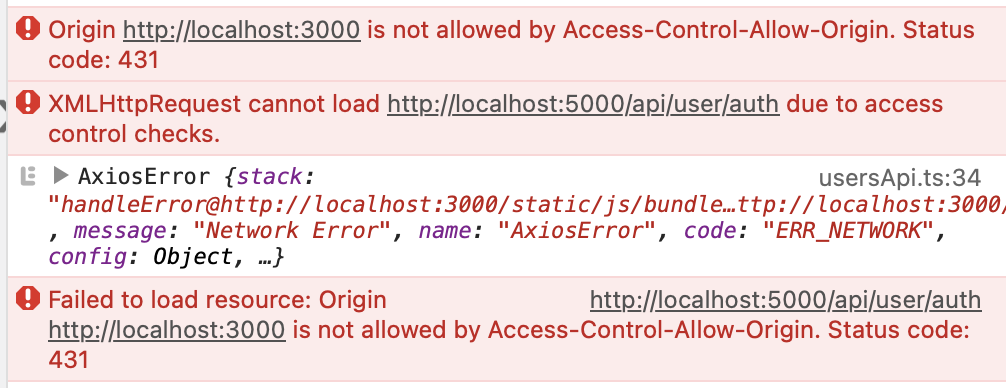 Origin http://localhost:3000 is not allowed by Access-Control-Allow-Origin. Status
code: 431
XMLHttpRequest cannot load http://localhost:5000/api/user/auth due to access
control checks.
AxiosError {stack: usersApi.ts:34
"handleError@http://localhost:3000/static/js/bundle…ttp://localhost:3000/
, message: "Network Error", name: "AxiosError", code: "ERR_NETWORK",
config: Object, …}
Failed to load resource: Origin http://localhost:5000/api/user/auth
http://localhost:3000 is not allowed by Access-Control-Allow-Origin. Status code:
431